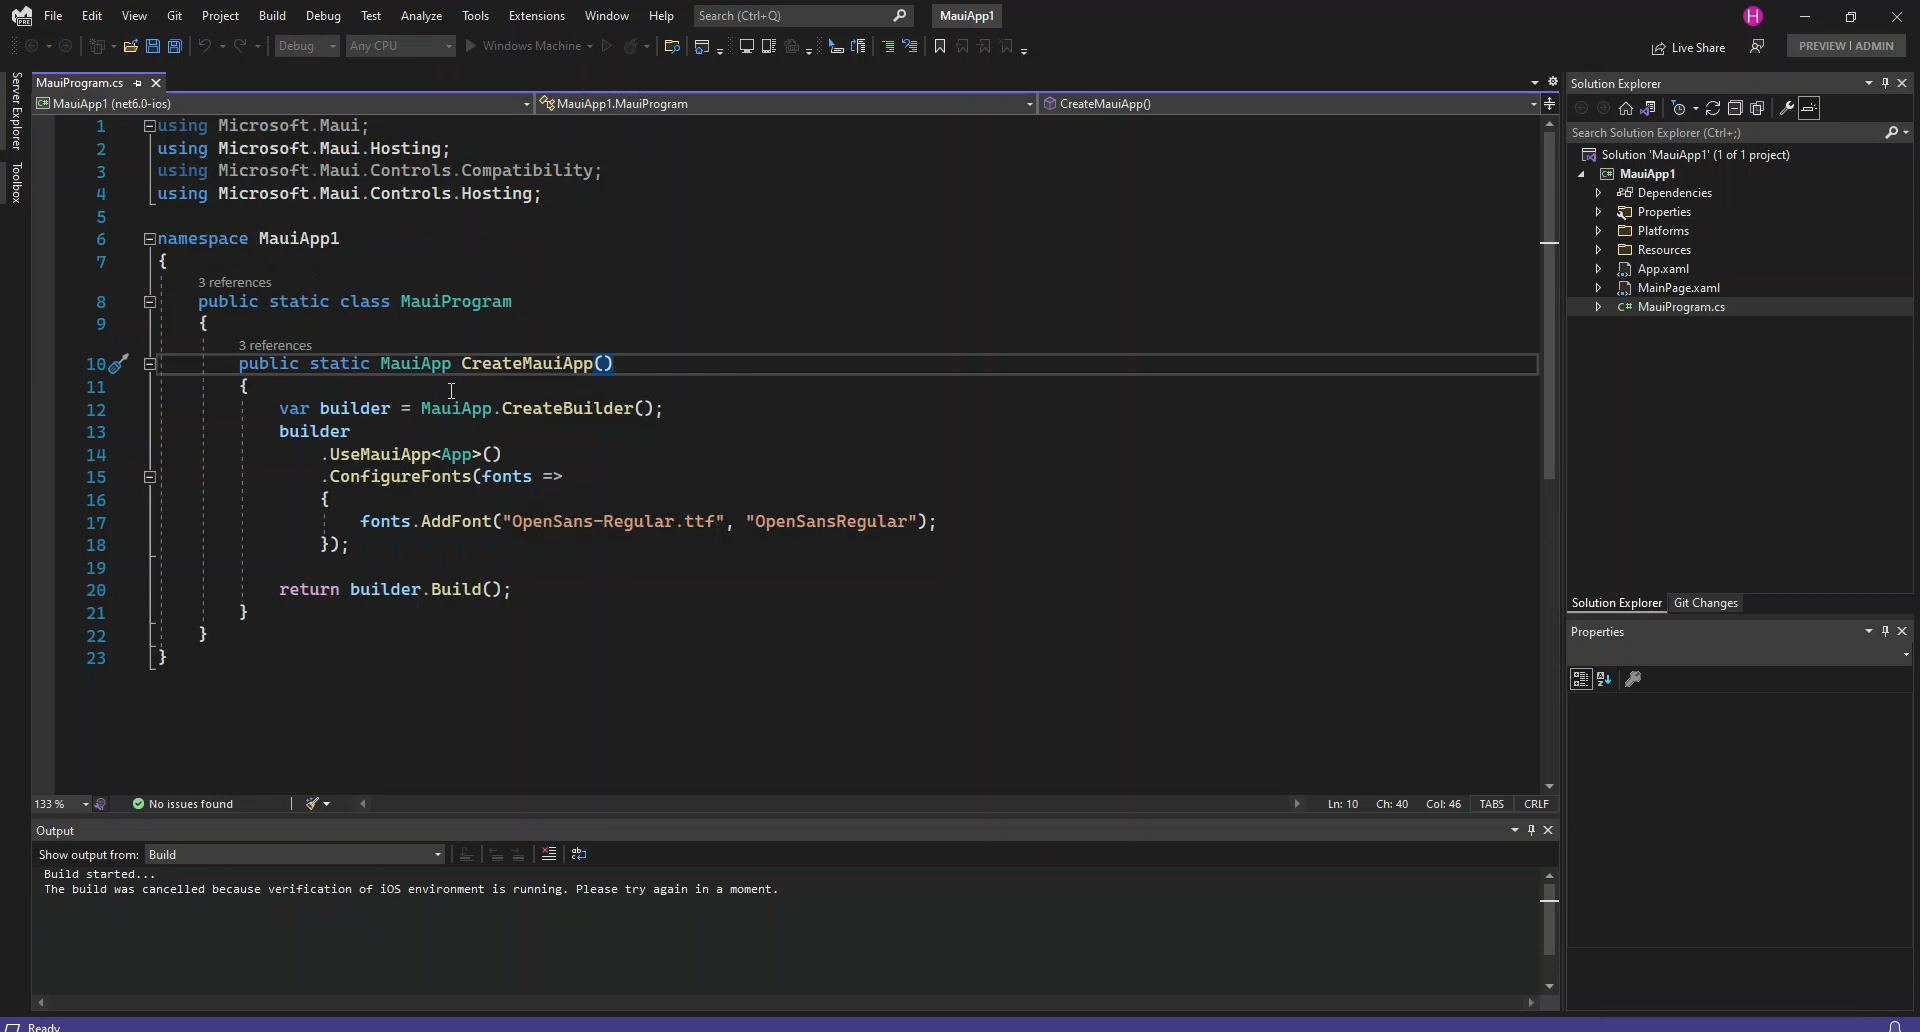 File Edit View Git Project Build Debug Test Analyze Tools Extensions Window Help Search (Ctrl+Q) MauiApp1 H
PRE
Debug Any CPU Windows Machine Live Share PREVIEW | ADMIN
Server Explorer
Toolbox
MauiProgram.cs
C# MauiApp1 (net6.0-ios) MauiApp1.MauiProgram CreateMauiApp()
1 using Microsoft.Maui;
2 using Microsoft.Maui.Hosting;
3 using Microsoft.Maui.Controls.Compatibility;
4 using Microsoft.Maui.Controls.Hosting;
5
6 namespace MauiApp1
7 {
3 references
8 public static class MauiProgram
9 {
3 references
10 public static MauiApp CreateMauiApp()
11 {
12 var builder = MauiApp.CreateBuilder();
13 builder
14 .UseMauiApp<App>()
15 .ConfigureFonts(fonts =>
16 {
17 fonts.AddFont("OpenSans-Regular.ttf", "OpenSansRegular");
18 });
19
20 return builder.Build();
21 }
22 }
23 }
133 % No issues found Ln: 10 Ch: 40 Col: 46 TABS CRLF
Output
Show output from: Build
Build started...
The build was cancelled because verification of iOS environment is running. Please try again in a moment.
Ready
Solution Explorer
Search Solution Explorer (Ctrl+;)
Solution 'MauiApp1' (1 of 1 project)
C# MauiApp1
Dependencies
Properties
Platforms
Resources
App.xaml
MainPage.xaml
C# MauiProgram.cs
Solution Explorer Git Changes
Properties